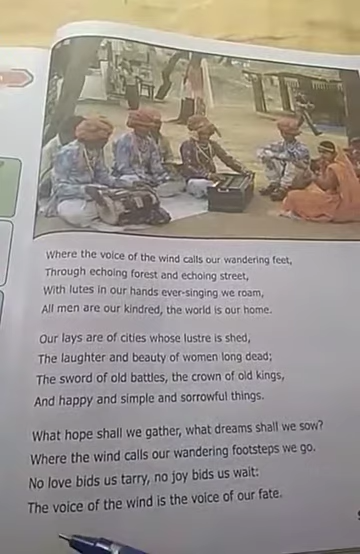 Where the voice of the wind calls our wandering feet,
Through echoing forest and echoing street,
With lutes in our hands ever-singing we roam,
All men are our kindred, the world is our home.
Our lays are of cities whose lustre is shed,
The laughter and beauty of women long dead;
The sword of old battles, the crown of old kings,
And happy and simple and sorrowful things.
What hope shall we gather, what dreams shall we sow?
Where the wind calls our wandering footsteps we go.
No love bids us tarry, no joy bids us wait:
The voice of the wind is the voice of our fate.